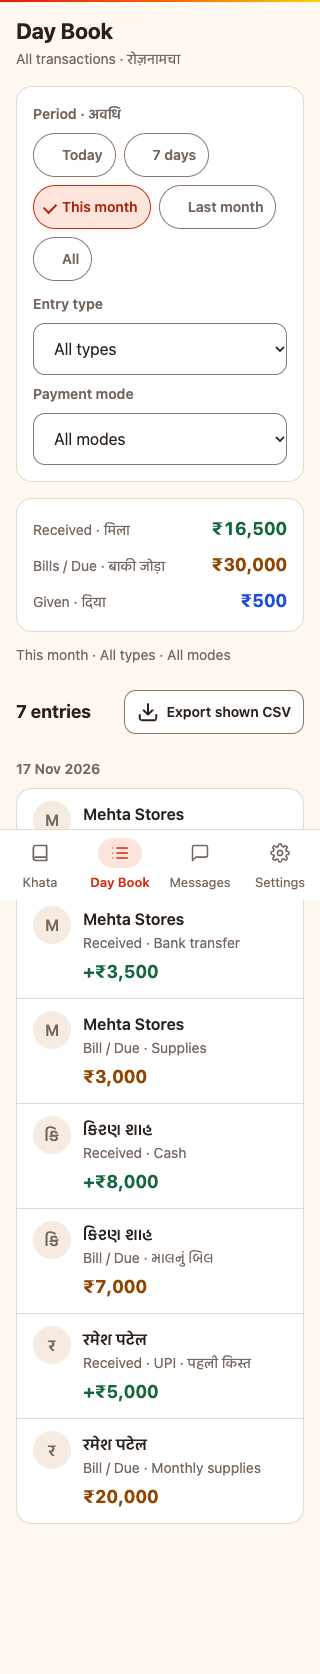 Day Book
All transactions · रोज़नामचा
Period · अवधि
Today
7 days
This month
Last month
All
Entry type
All types
Payment mode
All modes
Received · मिला ₹16,500
Bills / Due · बाकी जोड़ा ₹30,000
Given · दिया ₹500
This month · All types · All modes
7 entries
Export shown CSV
17 Nov 2026
M Mehta Stores
Khata
Day Book
Messages
Settings
M Mehta Stores
Received · Bank transfer
+₹3,500
M Mehta Stores
Bill / Due · Supplies
₹3,000
કિ કિરણ શાહ
Received · Cash
+₹8,000
કિ કિરણ શાહ
Bill / Due · માલનું બિલ
₹7,000
र रमेश पटेल
Received · UPI · पहली किस्त
+₹5,000
र रमेश पटेल
Bill / Due · Monthly supplies
₹20,000